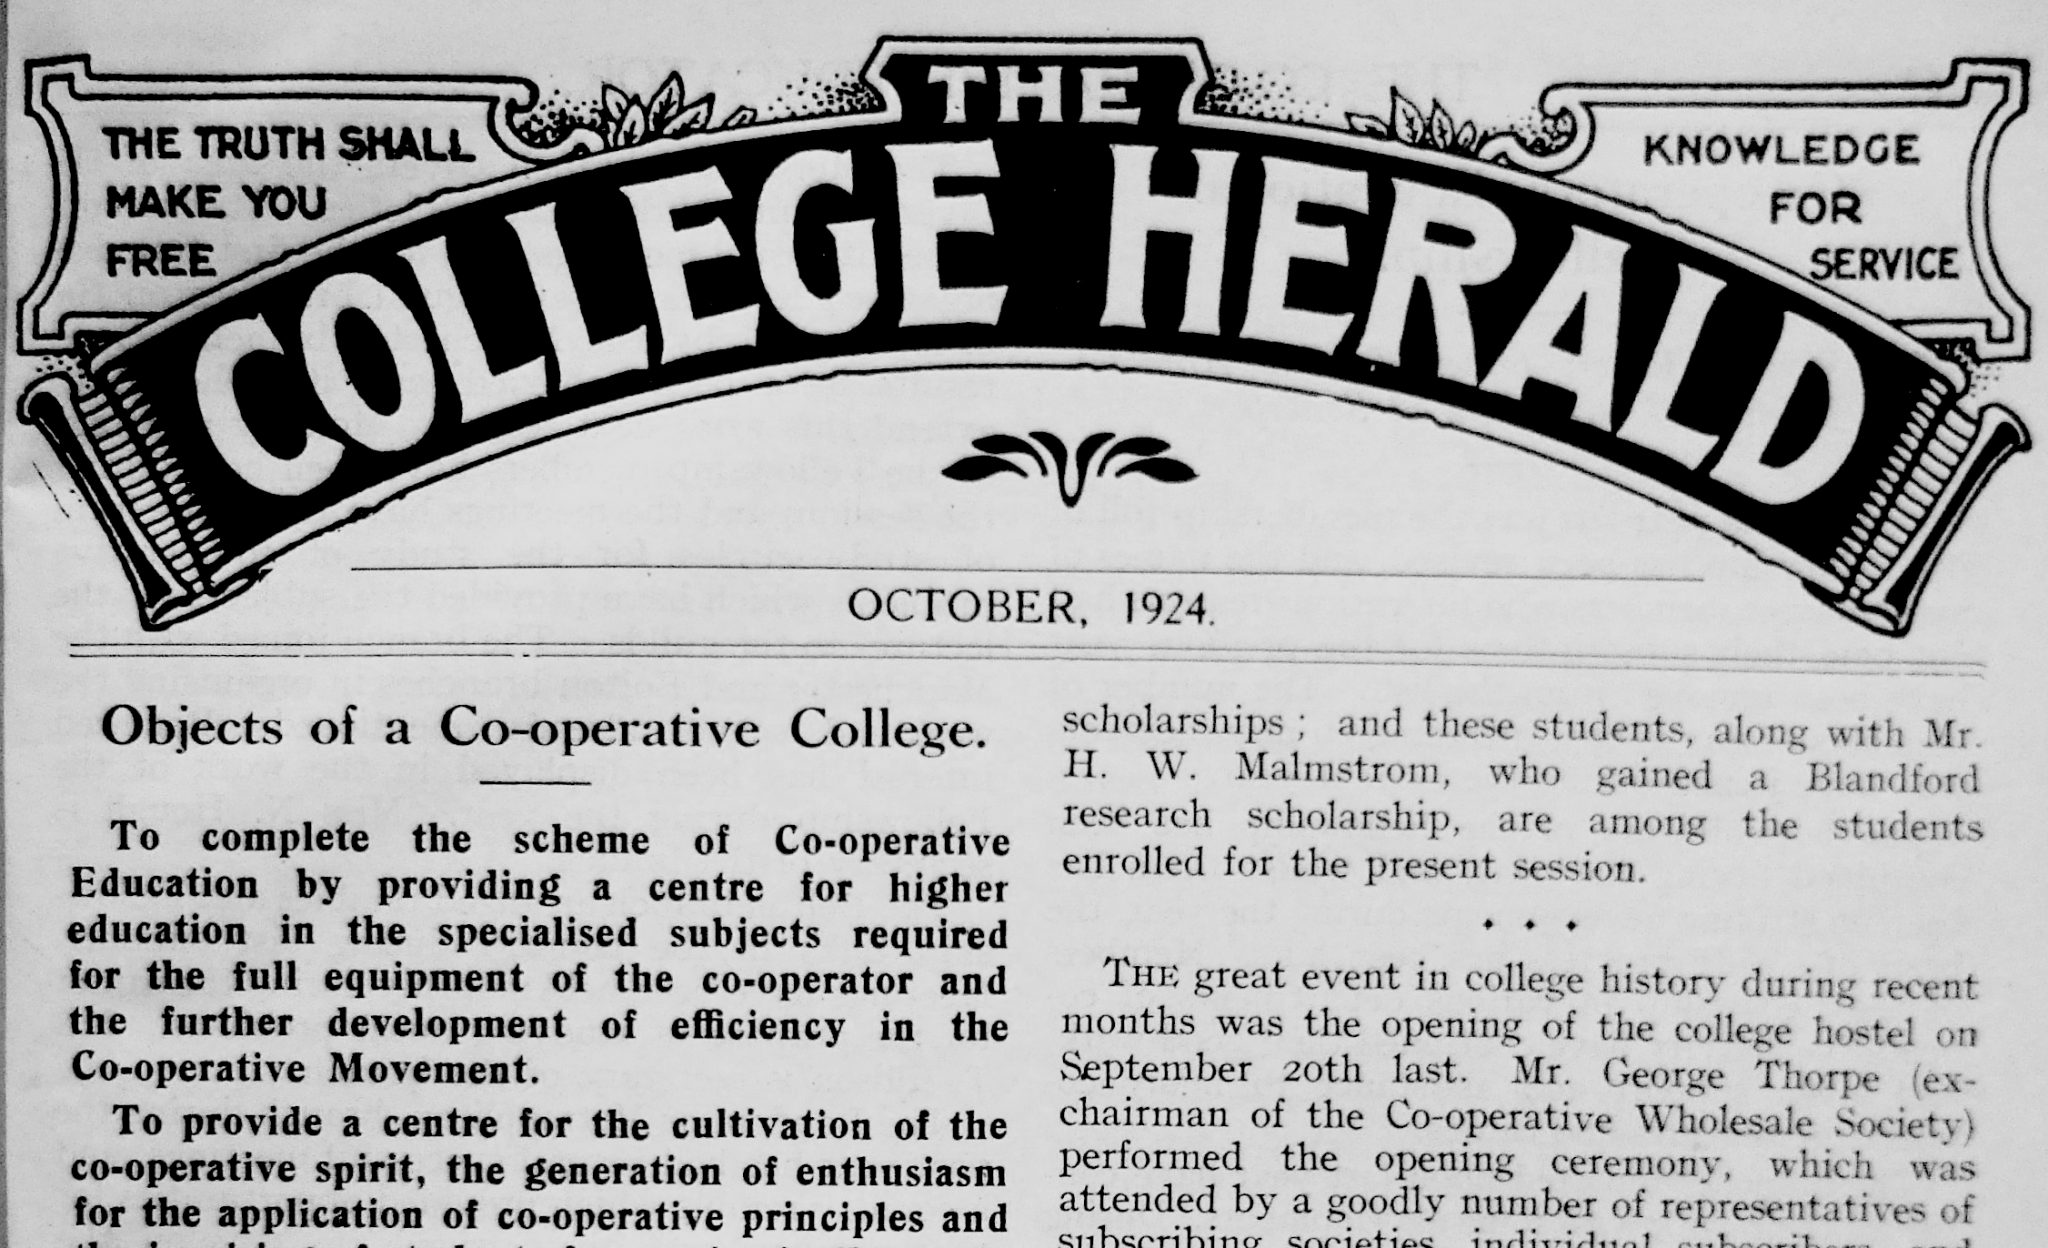 THE
COLLEGE HERALD
THE TRUTH SHALL
MAKE YOU
FREE
KNOWLEDGE
FOR
SERVICE
OCTOBER, 1924.
Objects of a Co-operative College.
To complete the scheme of Co-operative
Education by providing a centre for higher
education in the specialised subjects required
for the full equipment of the co-operator and
the further development of efficiency in the
Co-operative Movement.
To provide a centre for the cultivation of the
co-operative spirit, the generation of enthusiasm
for the application of co-operative principles and
scholarships ; and these students, along with Mr.
H. W. Malmstrom, who gained a Blandford
research scholarship, are among the students
enrolled for the present session.
THE great event in college history during recent
months was the opening of the college hostel on
September 20th last. Mr. George Thorpe (ex-
chairman of the Co-operative Wholesale Society)
performed the opening ceremony, which was
attended by a goodly number of representatives of
subscribing societies, individual subscribers, and